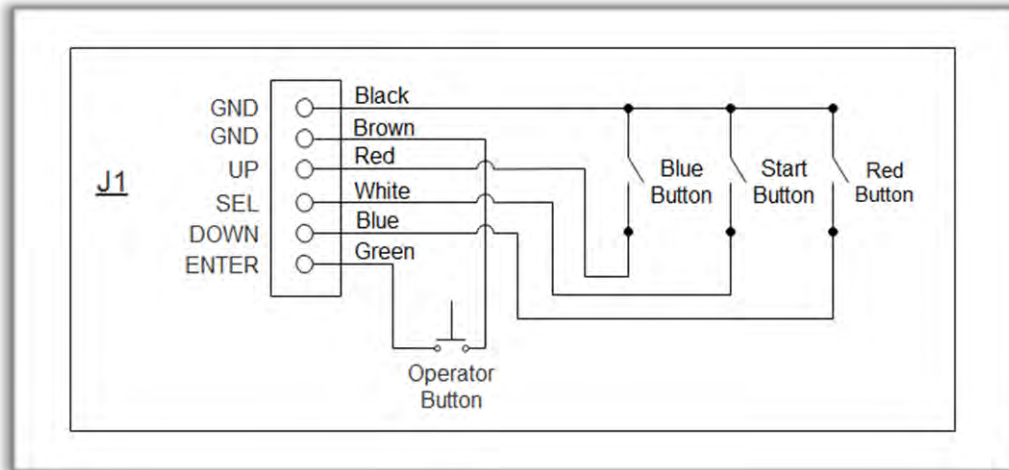 J1
GND
GND
UP
SEL
DOWN
ENTER
Black
Brown
Red
White
Blue
Green
Blue
Button
Start
Button
Red
Button
Operator
Button